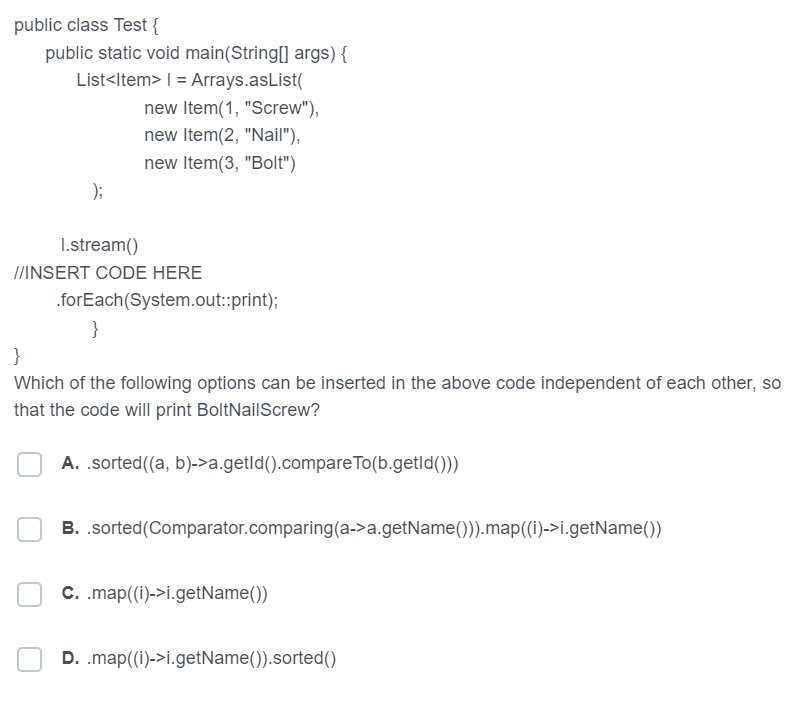 public class Test {
public static void main(String[] args) {
List<Item> l = Arrays.asList(
new Item(1, "Screw"),
new Item(2, "Nail"),
new Item(3, "Bolt")
);
l.stream()
//INSERT CODE HERE
.forEach(System.out::print);
}
}
Which of the following options can be inserted in the above code independent of each other, so
that the code will print BoltNailScrew?
A. .sorted((a, b)->a.getId().compareTo(b.getId()))
B. .sorted(Comparator.comparing(a->a.getName())).map((i)->i.getName())
C. .map((i)->i.getName())
D. .map((i)->i.getName()).sorted()